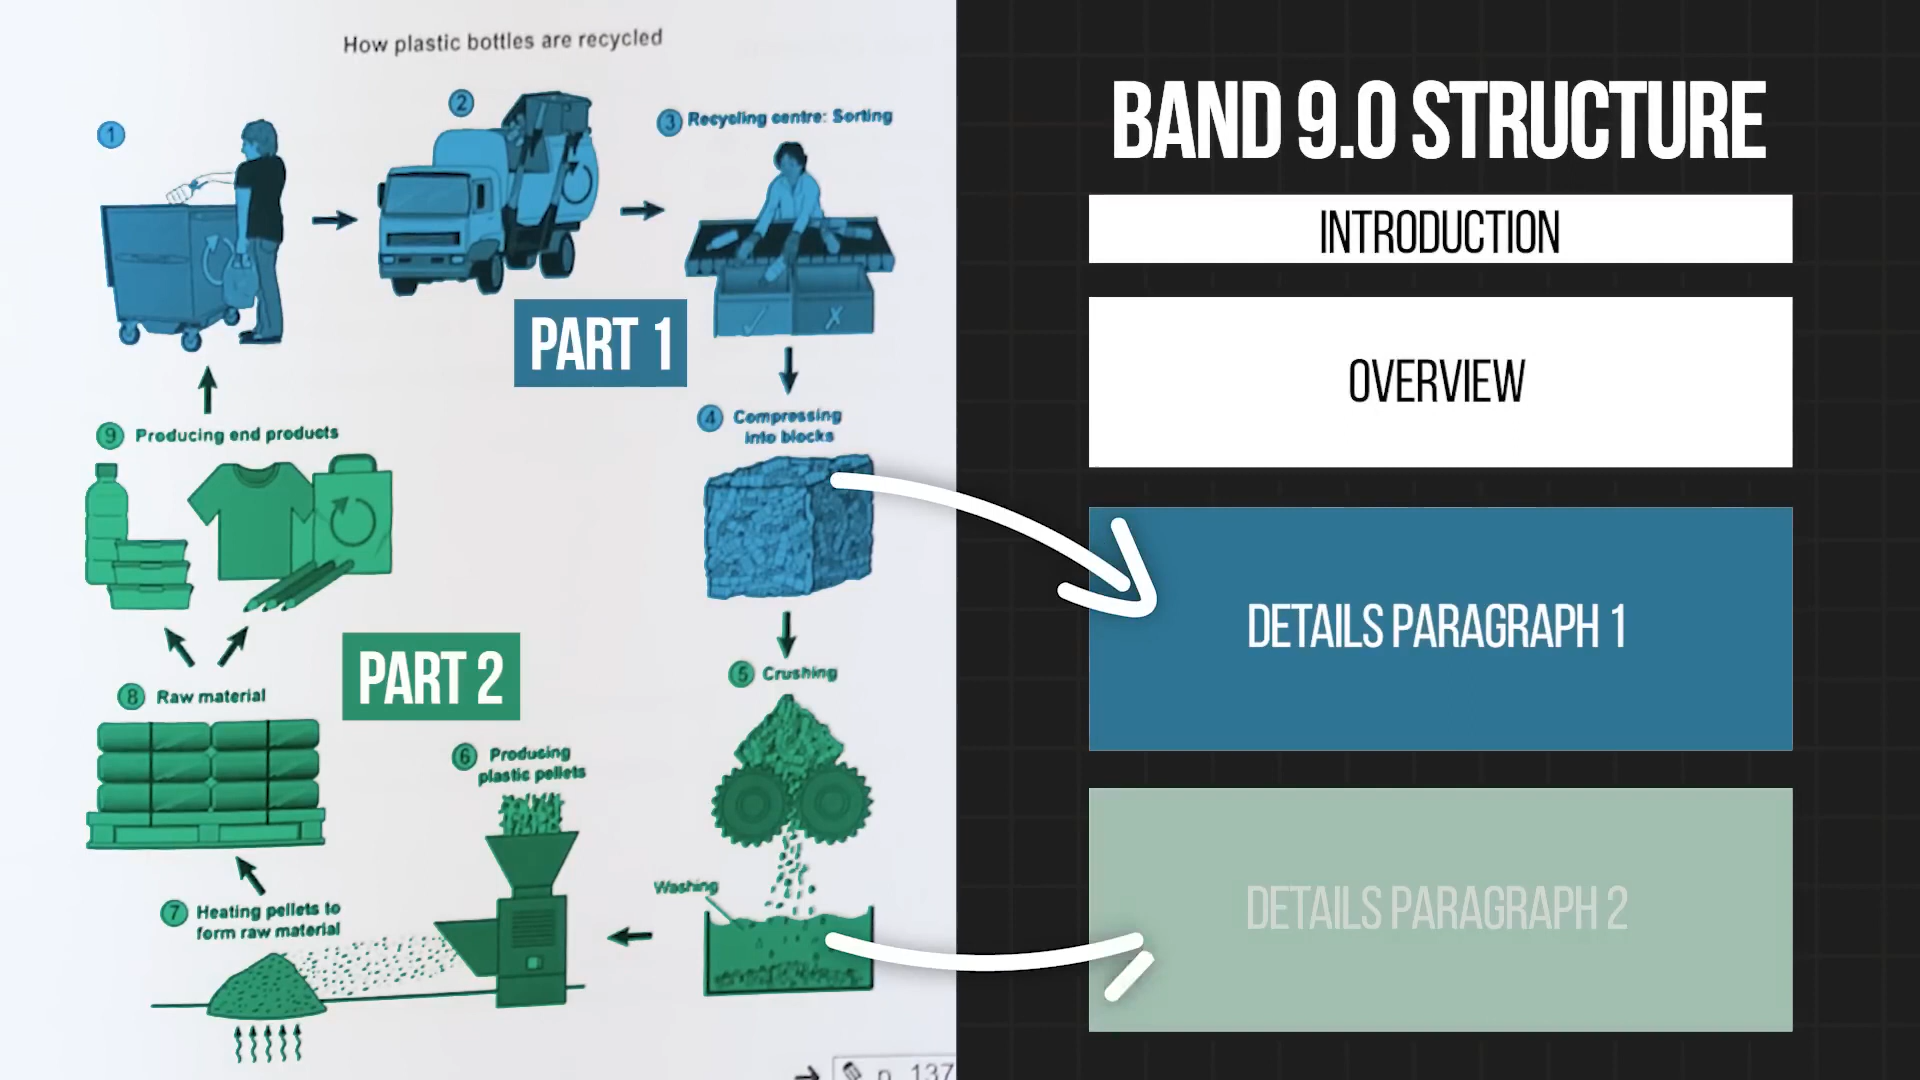 How plastic bottles are recycled
1
2
3 Recycling centre: Sorting
PART 1
4 Compressing
into blocks
9 Producing end products
PART 2
5 Crushing
8 Raw material
6 Producing
plastic pellets
Washing
7 Heating pellets to
form raw material
p. 137
BAND 9.0 STRUCTURE
INTRODUCTION
OVERVIEW
DETAILS PARAGRAPH 1
DETAILS PARAGRAPH 2